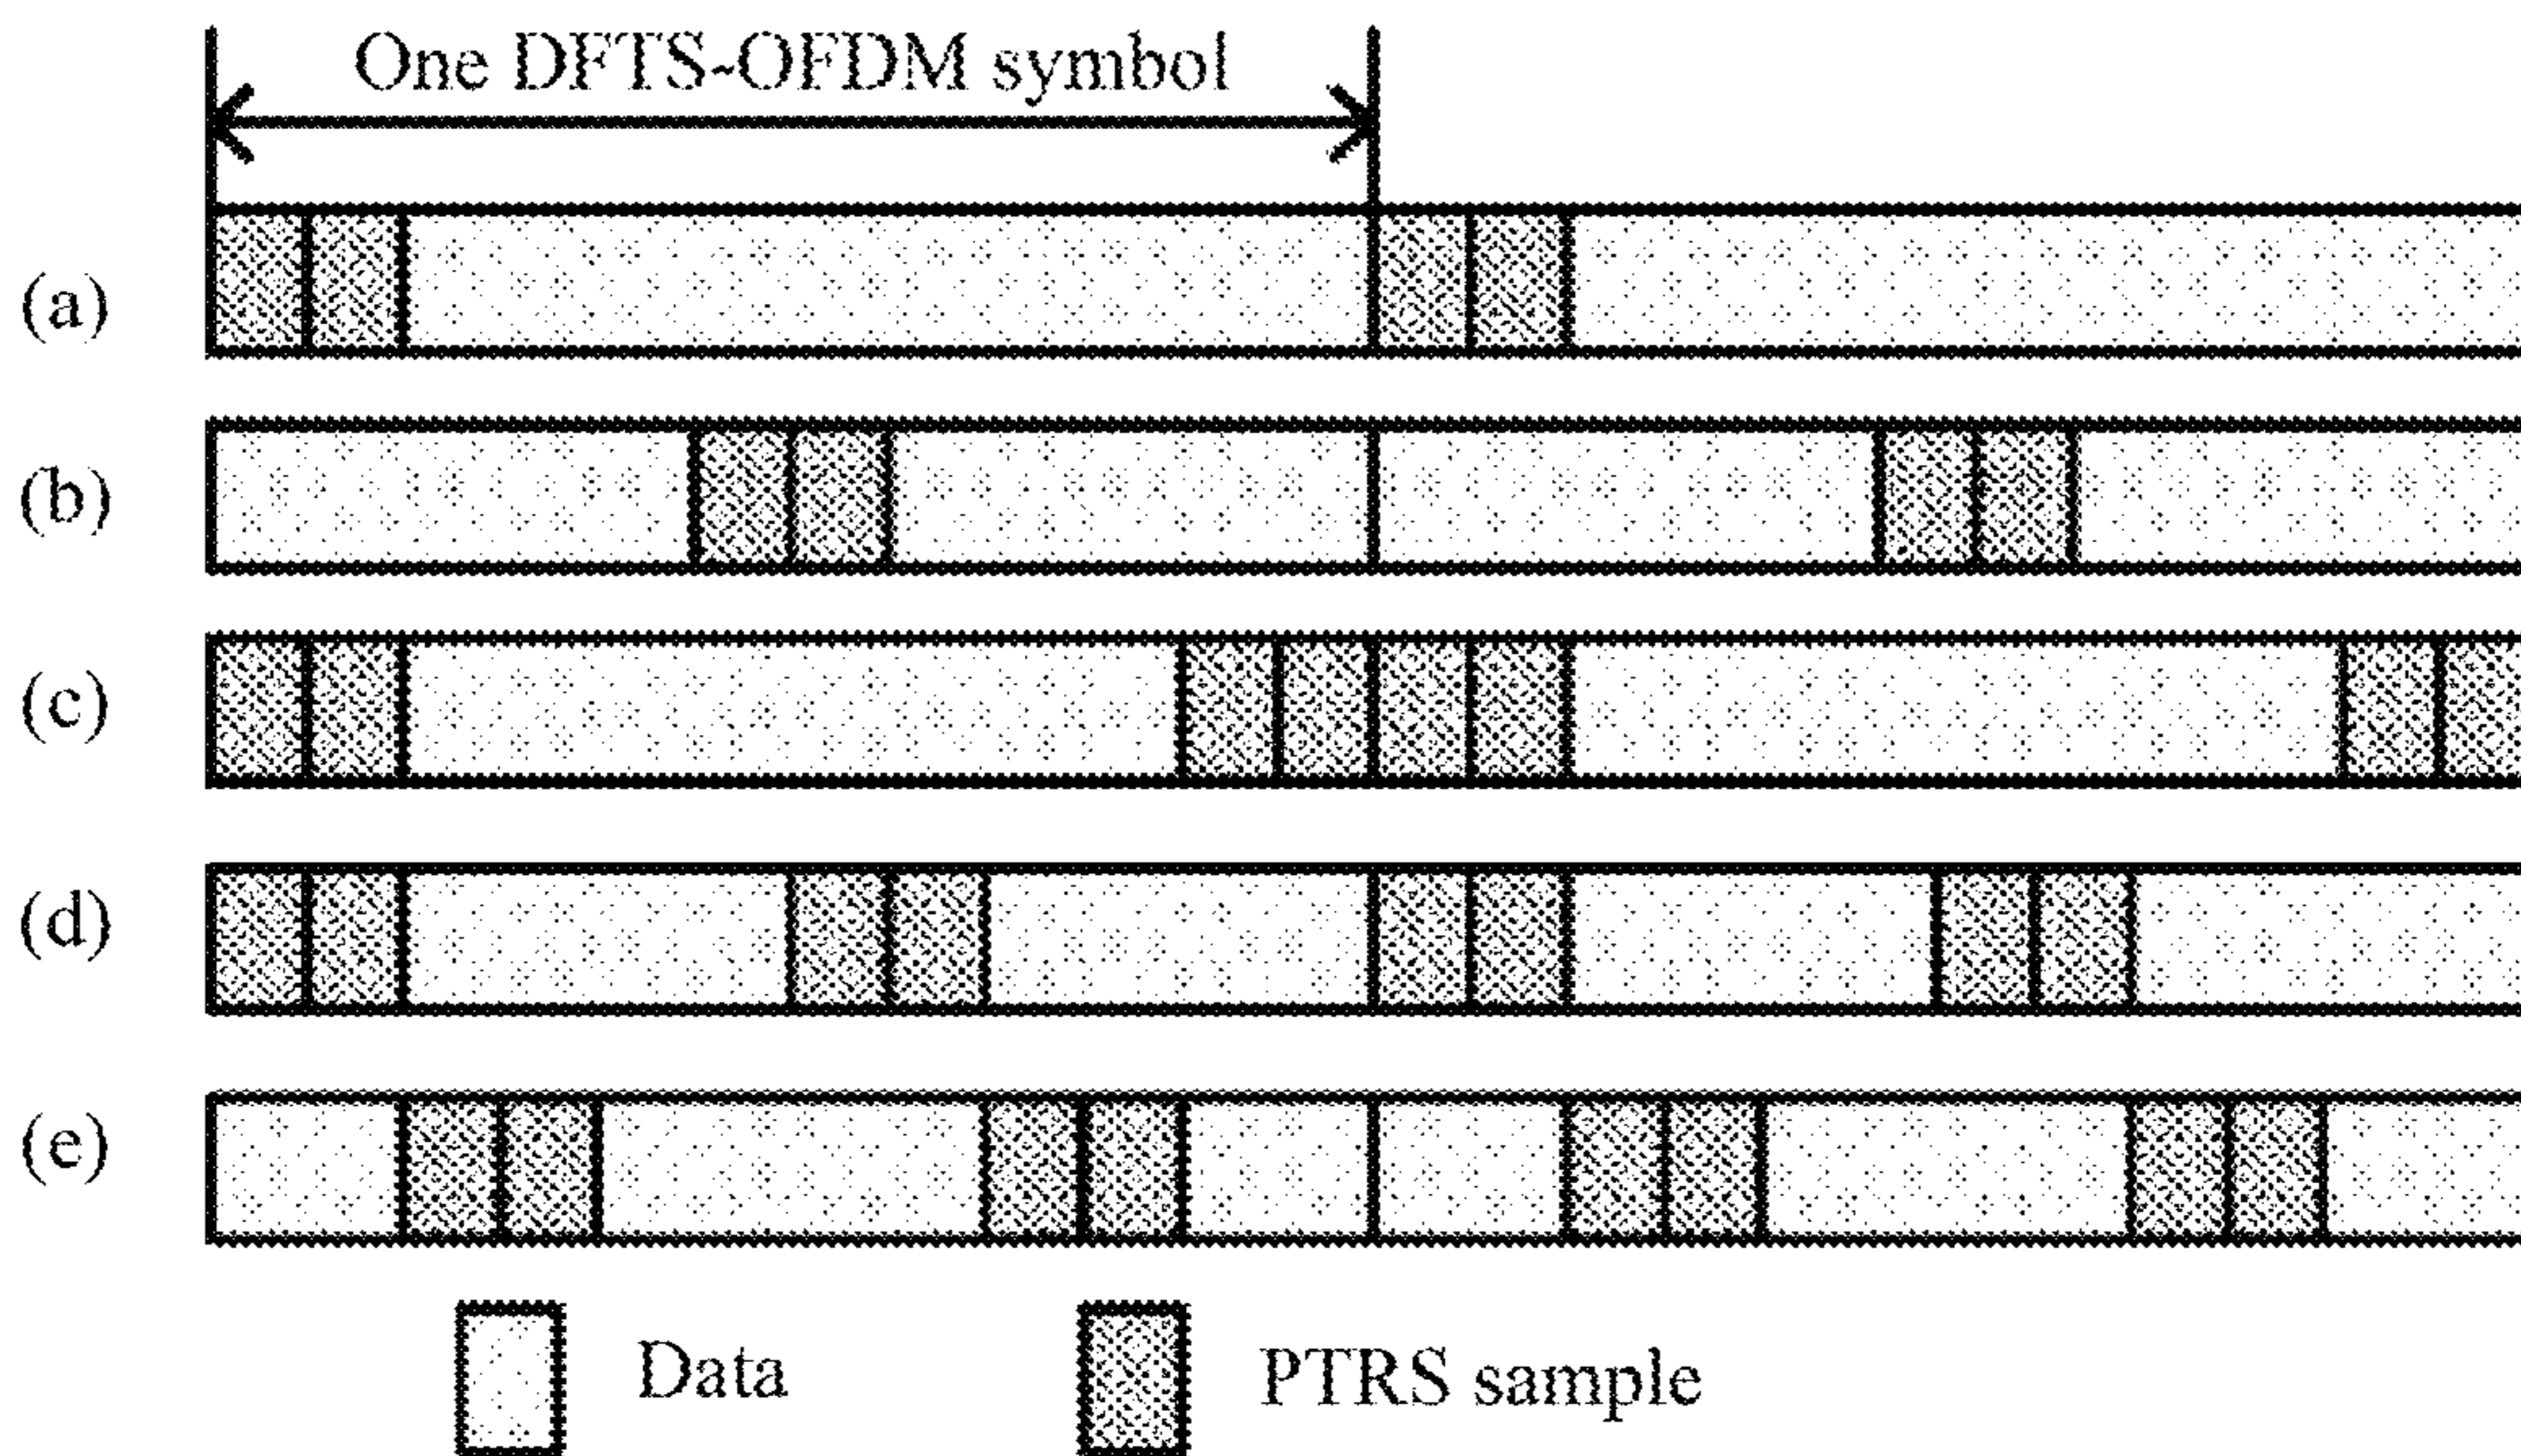 One DFTS-OFDM symbol
(a)
(b)
(c)
(d)
(e)
Data
PTRS sample